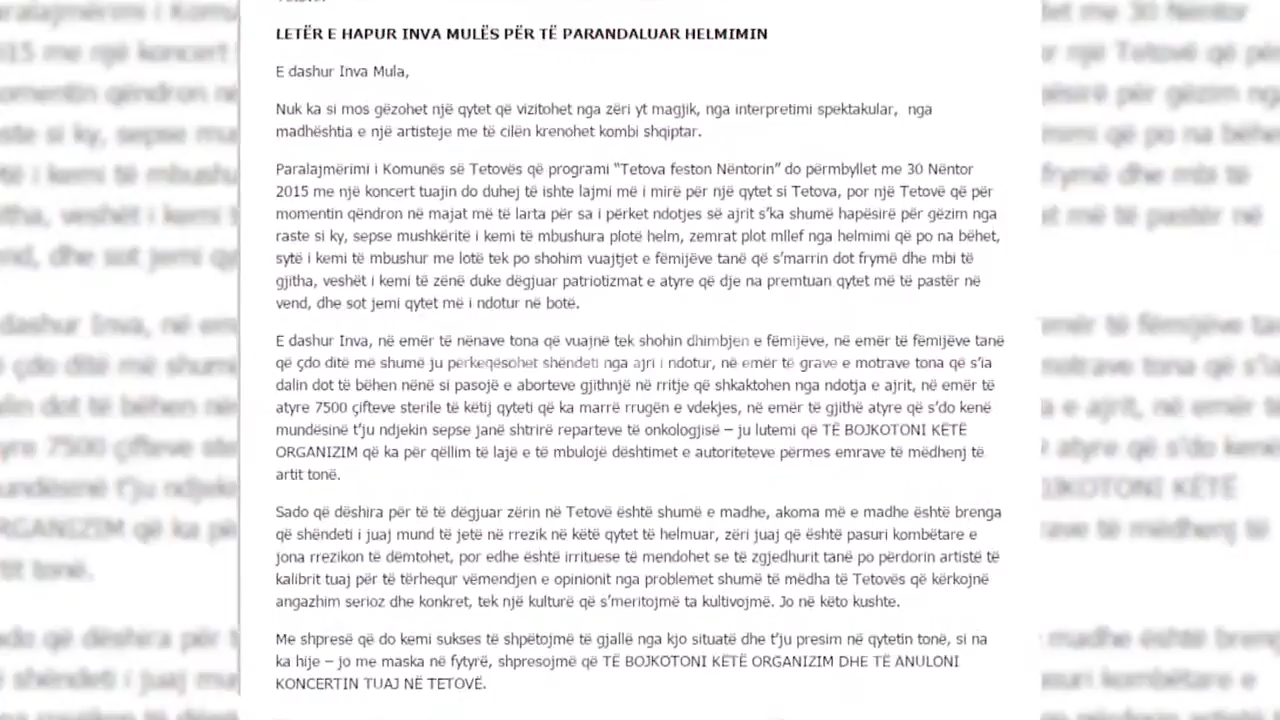 LETËR E HAPUR INVA MULËS PËR TË PARANDALUAR HELMIMIN
E dashur Inva Mula,
Nuk ka si mos gëzohet një qytet që vizitohet nga zëri yt magjik, nga interpretimi spektakular, nga
madhështia e një artisteje me të cilën krenohet kombi shqiptar.
Paralajmërimi i Komunës së Tetovës që programi "Tetova feston Nëntorin" do përmbyllet me 30 Nëntor
2015 me një koncert tuajin do duhej të ishte lajmi më i mirë për një qytet si Tetova, por një Tetovë që për
momentin qëndron në majat më të larta për sa i përket ndotjes së ajrit s'ka shumë hapësirë për gëzim nga
raste si ky, sepse mushkëritë i kemi të mbushura plotë helm, zemrat plot mllef nga helmimi që po na bëhet,
sytë i kemi të mbushur me lotë tek po shohim vuajtjet e fëmijëve tanë që s'marrin dot frymë dhe mbi të
gjitha, veshët i kemi të zënë duke dëgjuar patriotizmat e atyre që dje na premtuan qytet më të pastër në
vend, dhe sot jemi qytet më i ndotur në botë.
E dashur Inva, në emër të nënave tona që vuajnë tek shohin dhimbjen e fëmijëve, në emër të fëmijëve tanë
që çdo ditë më shumë ju përkeqësohet shëndeti nga ajri i ndotur, në emër të grave e motrave tona që s'ia
dalin dot të bëhen nënë si pasojë e aborteve gjithnjë në rritje që shkaktohen nga ndotja e ajrit, në emër të
atyre 7500 çifteve sterile të këtij qyteti që ka marrë rrugën e vdekjes, në emër të gjithë atyre që s'do kenë
mundësinë t'ju ndjekin sepse janë shtrirë reparteve të onkologjisë – ju lutemi që TË BOJKOTONI KËTË
ORGANIZIM që ka për qëllim të lajë e të mbulojë dështimet e autoriteteve përmes emrave të mëdhenj të
artit tonë.
Sado që dëshira për të të dëgjuar zërin në Tetovë është shumë e madhe, akoma më e madhe është brenga
që shëndeti i juaj mund të jetë në rrezik në këtë qytet të helmuar, zëri juaj që është pasuri kombëtare e
jona rrezikon të dëmtohet, por edhe është irrituese të mendohet se të zgjedhurit tanë po përdorin artistë të
kalibrit tuaj për të tërhequr vëmendjen e opinionit nga problemet shumë të mëdha të Tetovës që kërkojnë
angazhim serioz dhe konkret, tek një kulturë që s'meritojmë ta kultivojmë. Jo në këto kushte.
Me shpresë që do kemi sukses të shpëtojmë të gjallë nga kjo situatë dhe t'ju presim në qytetin tonë, si na
ka hije – jo me maska në fytyrë, shpresojmë që TË BOJKOTONI KËTË ORGANIZIM DHE TË ANULONI
KONCERTIN TUAJ NË TETOVË.